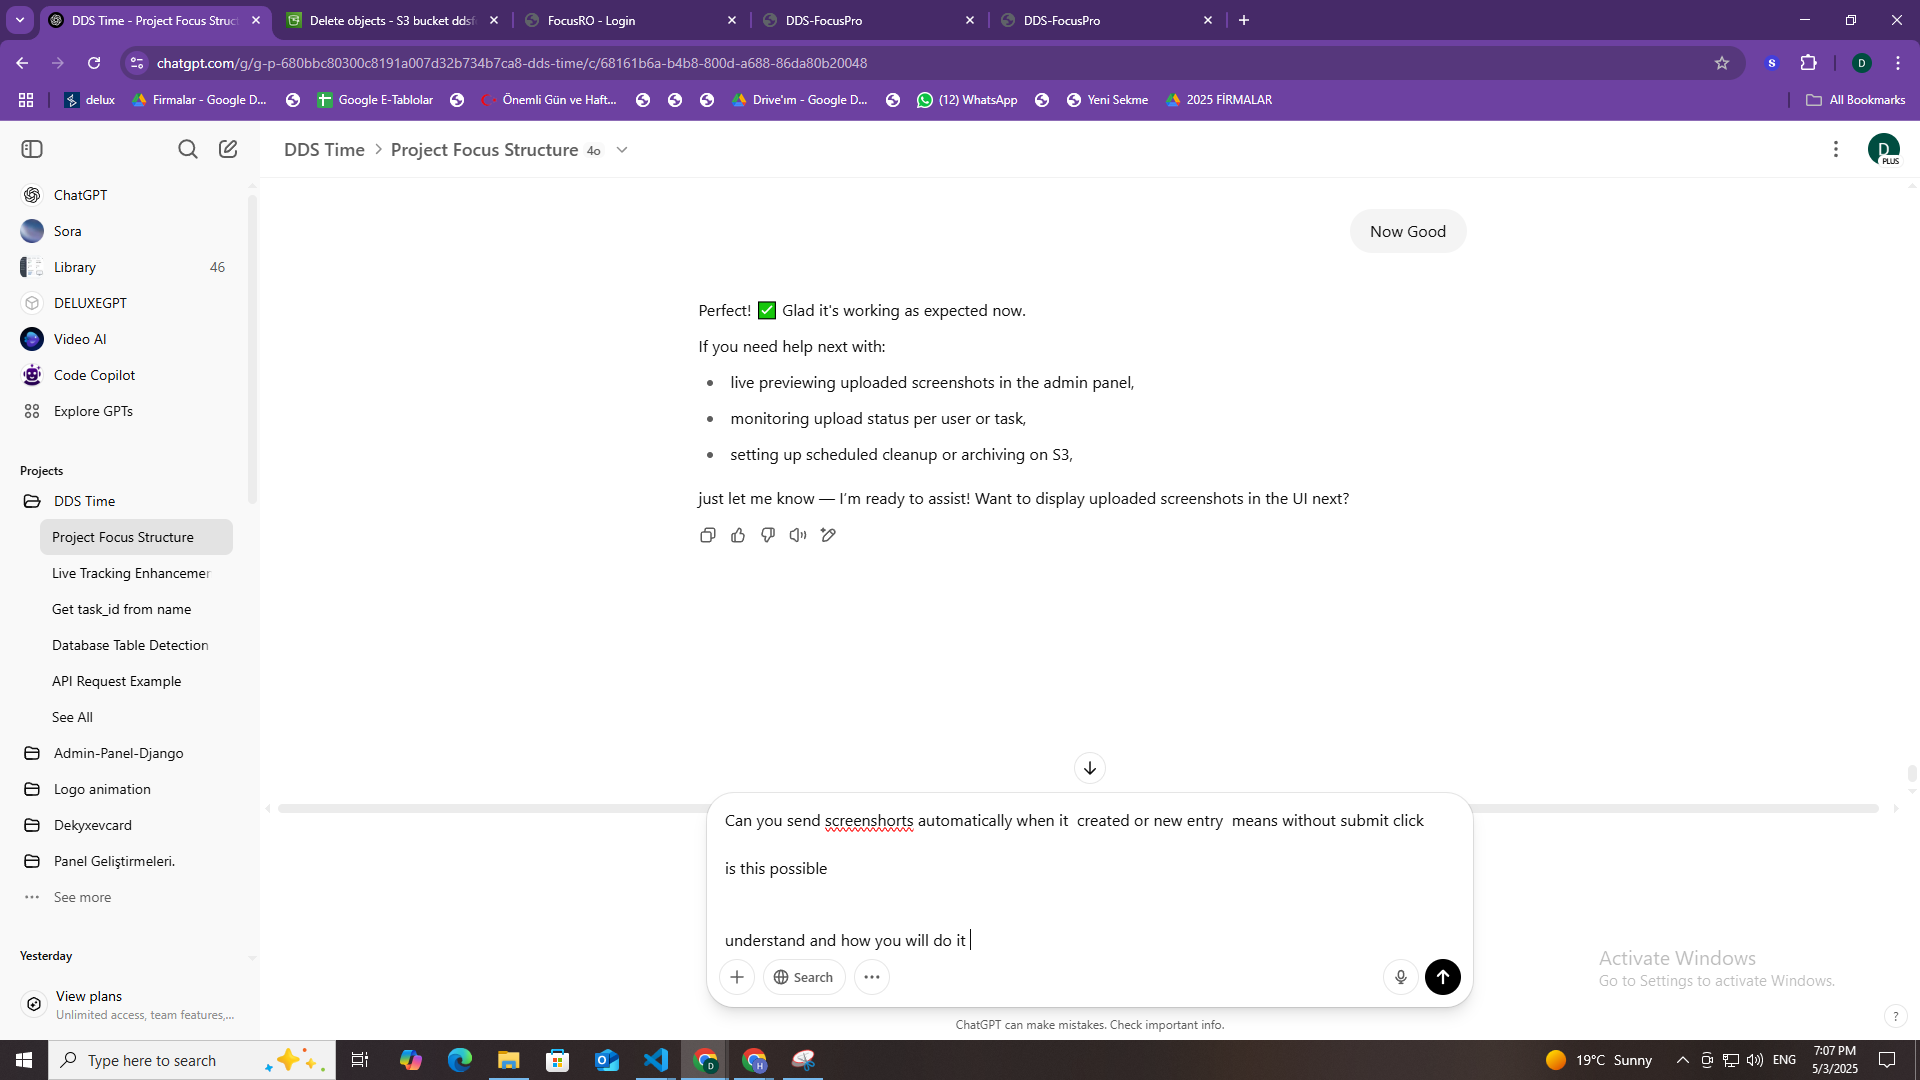 DDS Time - Project Focus Struct
Delete objects - S3 bucket ddsf
FocusRO - Login
DDS-FocusPro
DDS-FocusPro
chatgpt.com/g/g-p-680bbc80300c8191a007d32b734b7ca8-dds-time/c/68161b6a-b4b8-800d-a688-86da80b20048
S
D
delux
Firmalar - Google D...
Google E-Tablolar
Önemli Gün ve Haft...
Drive'ım - Google D...
(12) WhatsApp
Yeni Sekme
2025 FİRMALAR
All Bookmarks
DDS Time > Project Focus Structure 4o
D
PLUS
ChatGPT
Sora
Library 46
DELUXEGPT
Video AI
Code Copilot
Explore GPTs
Projects
DDS Time
Project Focus Structure
Live Tracking Enhancemer
Get task_id from name
Database Table Detection
API Request Example
See All
Admin-Panel-Django
Logo animation
Dekyxevcard
Panel Geliştirmeleri.
See more
Yesterday
View plans
Unlimited access, team features,...
Now Good
Perfect! ✅ Glad it's working as expected now.
If you need help next with:
• live previewing uploaded screenshots in the admin panel,
• monitoring upload status per user or task,
• setting up scheduled cleanup or archiving on S3,
just let me know — I'm ready to assist! Want to display uploaded screenshots in the UI next?
Can you send screenshorts automatically when it  created or new entry  means without submit click
is this possible
understand and how you will do it
Search
ChatGPT can make mistakes. Check important info.
?
Activate Windows
Go to Settings to activate Windows.
Type here to search
D
H
19°C Sunny
ENG
7:07 PM
5/3/2025